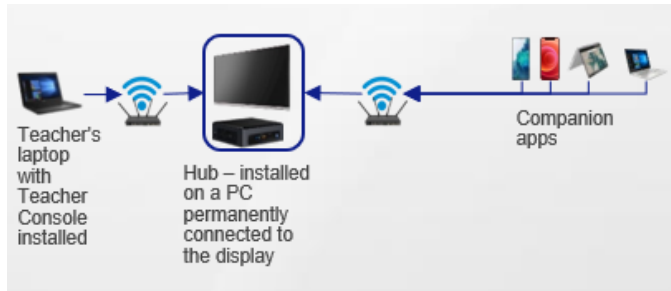 Teacher's
laptop
with
Teacher
Console
installed
Hub – installed
on a PC
permanently
connected to
the display
Companion
apps